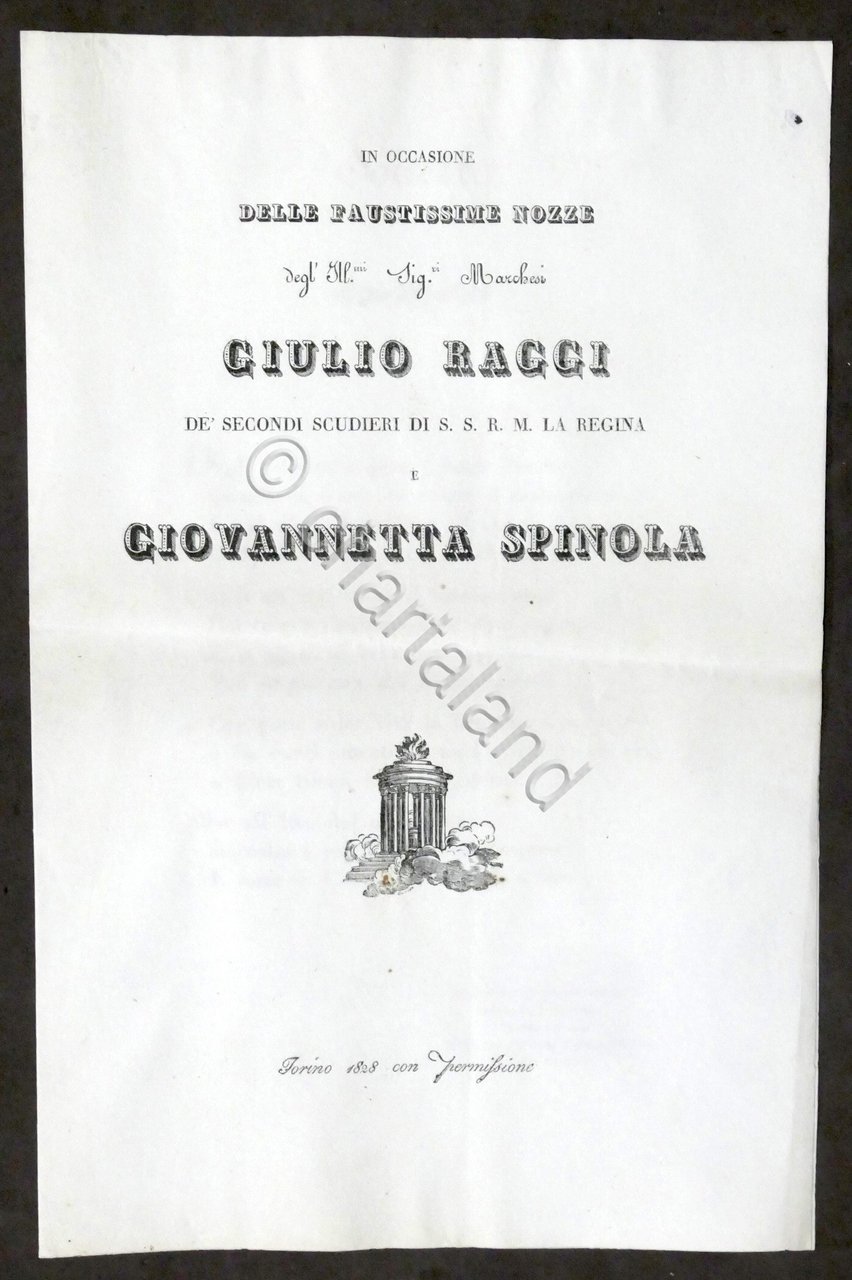 IN OCCASIONE
DELLE FAUSTISSIME NOZZE
degl' Ill.mi Sig.ri Marchesi
GIULIO RAGGI
DE' SECONDI SCUDIERI DI S. S. R. M. LA REGINA
E
GIOVANNETTA SPINOLA
© chartaland
Torino 1828 con permissione